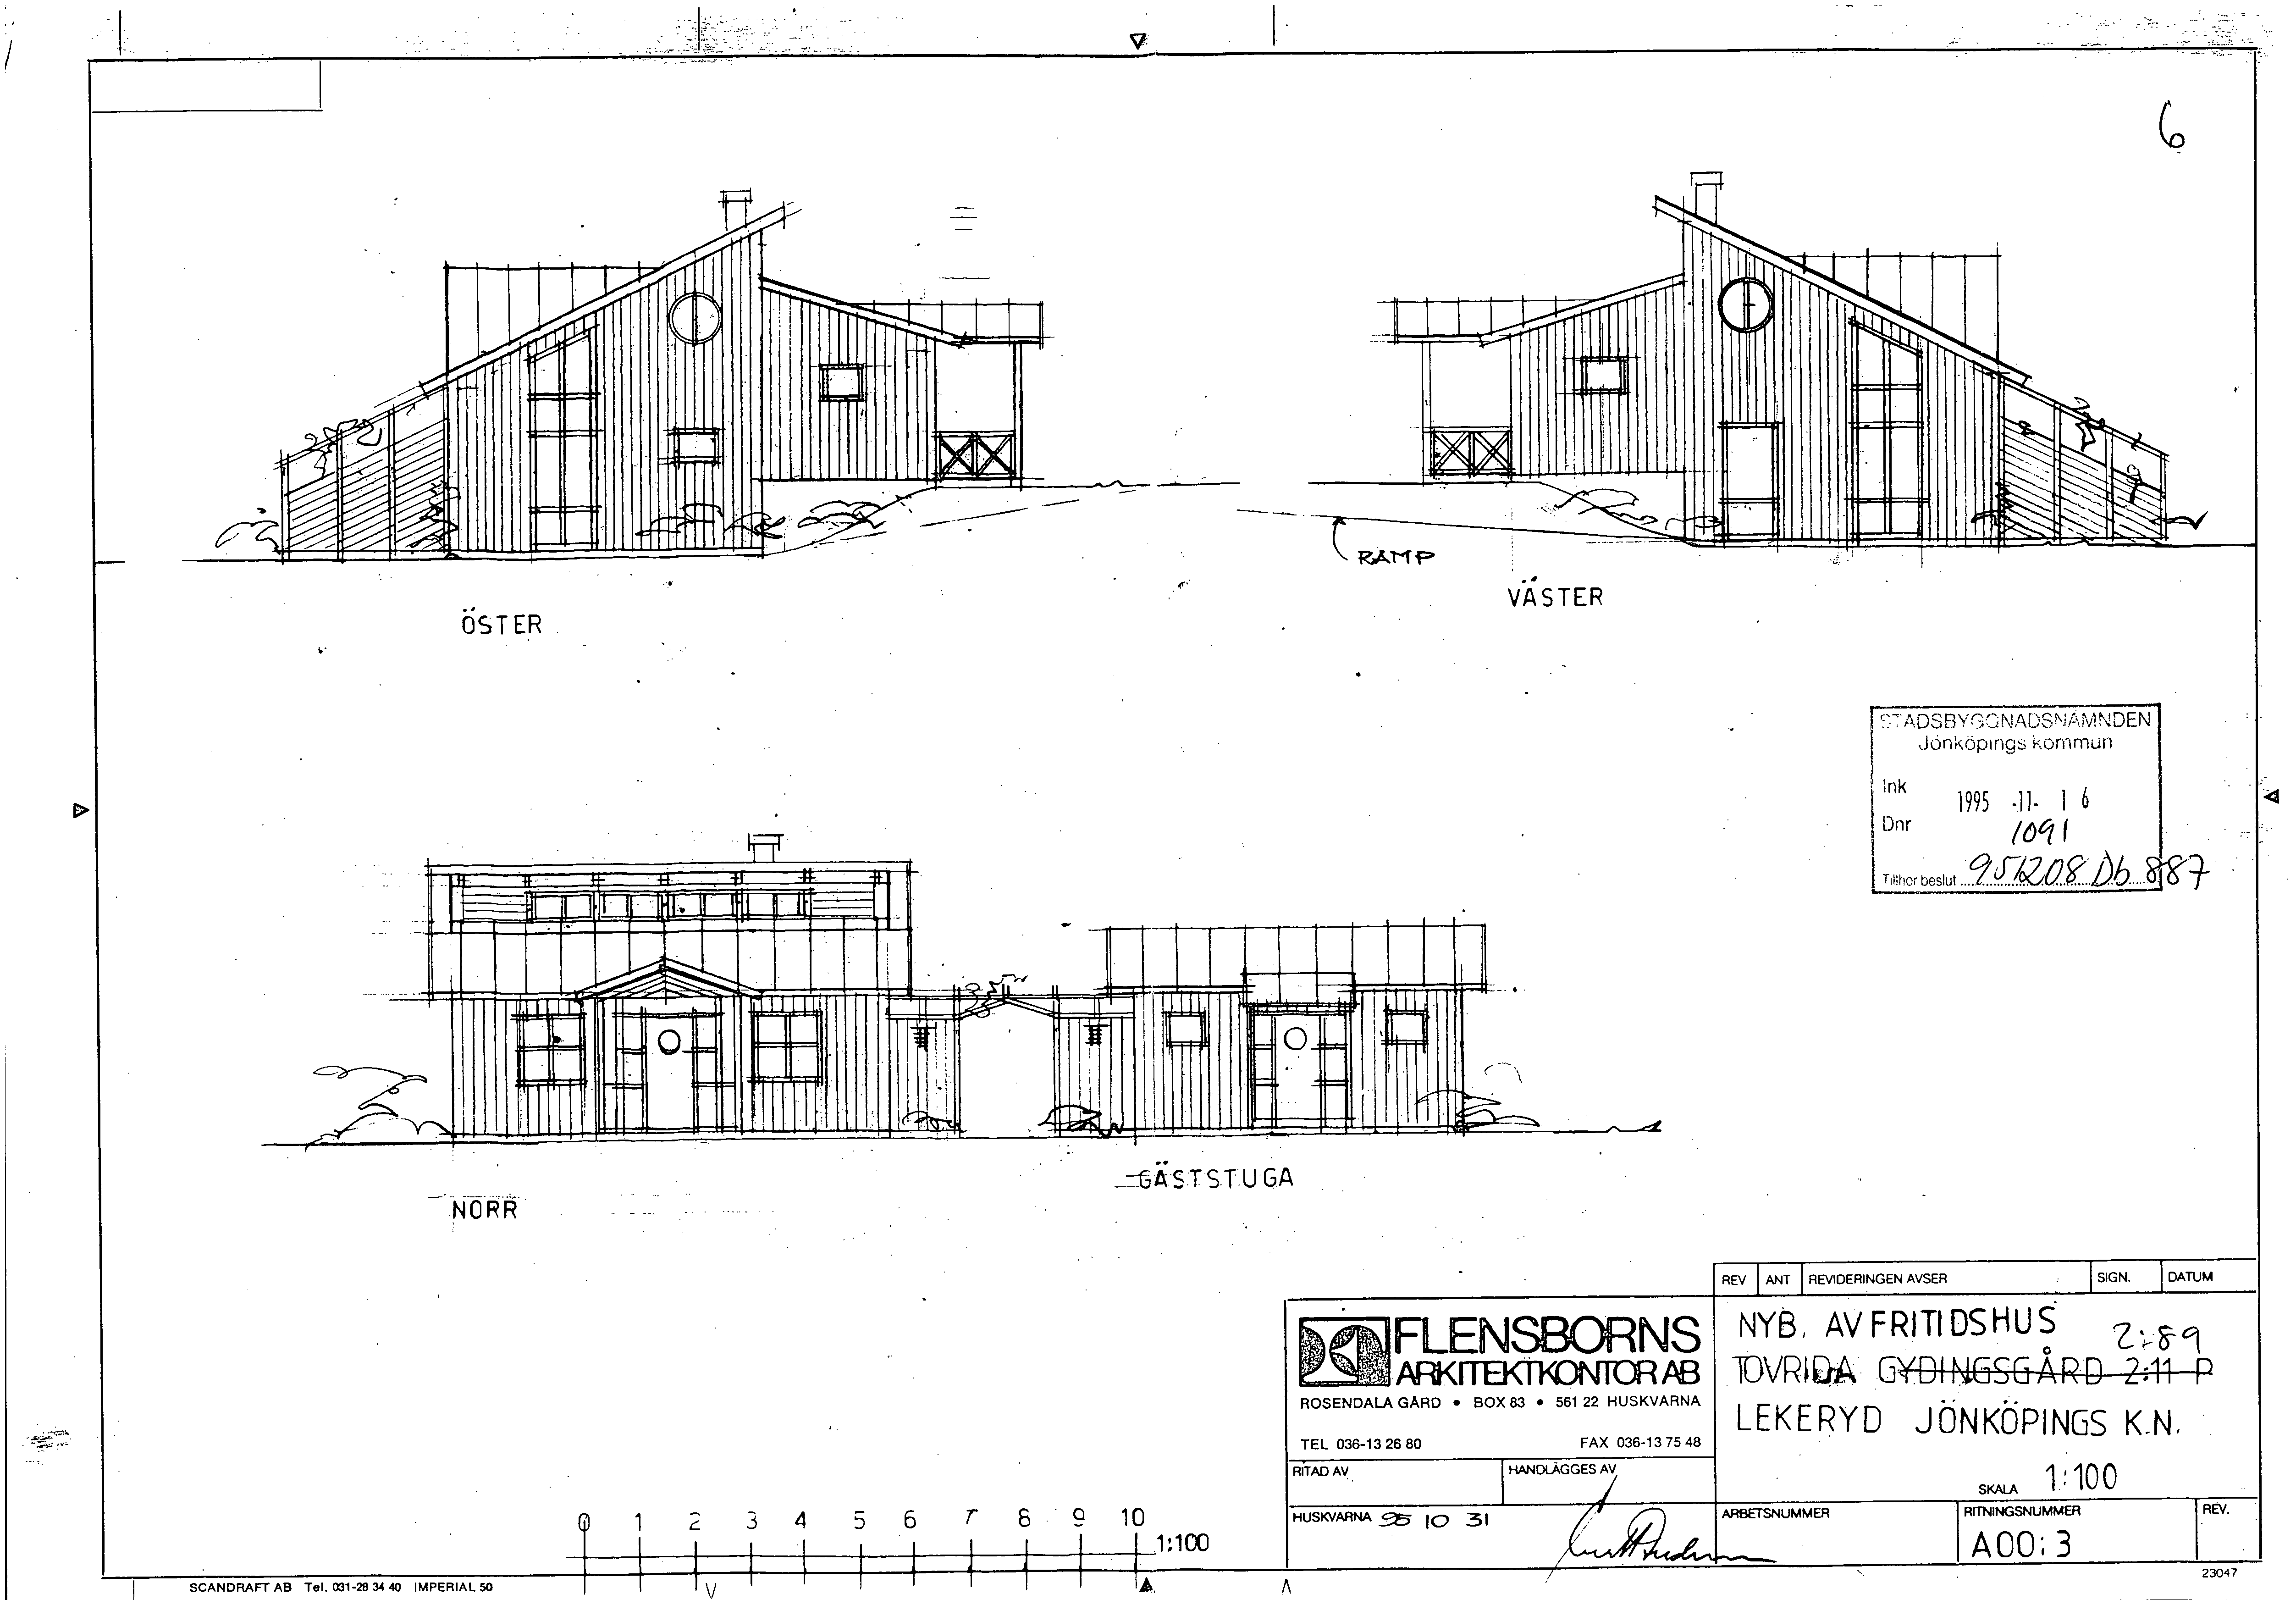 6
RAMP
ÖSTER
VÄSTER
STADSBYGGNADSNÄMNDEN
Jönköpings kommun
Ink 1995 -11- 16
Dnr 1091
Tillhör beslut 951208 Db 887
GÄSTSTUGA
NORR
REV ANT REVIDERINGEN AVSER SIGN. DATUM
FLENSBORNS
ARKITEKTKONTOR AB
ROSENDALA GÅRD • BOX 83 • 561 22 HUSKVARNA
TEL 036-13 26 80 FAX 036-13 75 48
RITAD AV HANDLÄGGES AV
HUSKVARNA 95 10 31
NYB. AV FRITIDSHUS
2:89
TOVRIDA GYDINGSGÅRD 2:11 P
LEKERYD JÖNKÖPINGS K.N.
SKALA 1:100
ARBETSNUMMER RITNINGSNUMMER REV.
A00:3
0 1 2 3 4 5 6 7 8 9 10
1:100
SCANDRAFT AB Tel. 031-28 34 40 IMPERIAL 50
23047